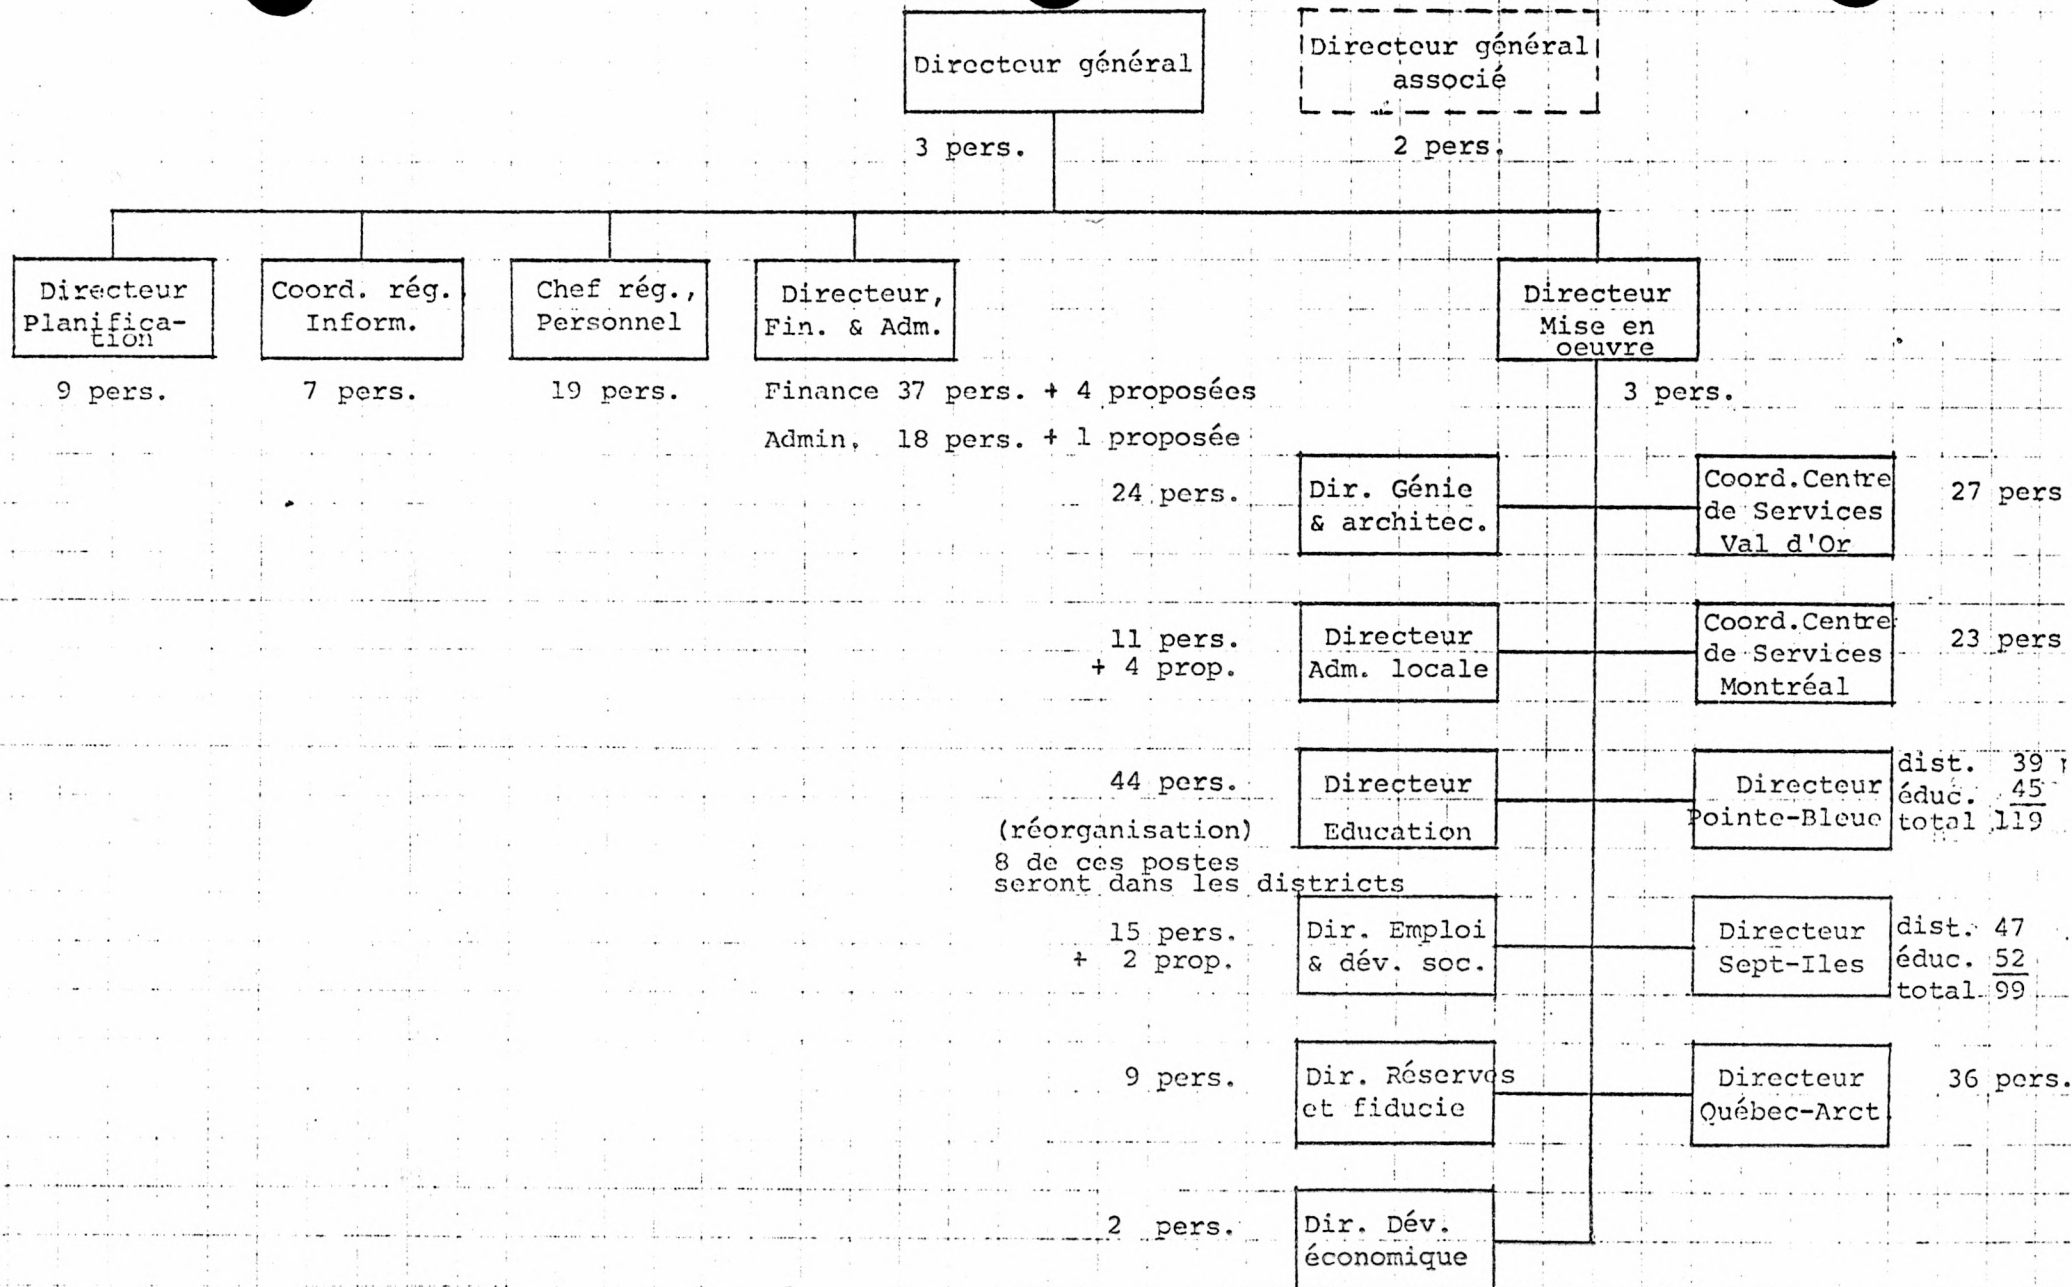 Directeur général
Directeur général
associé
3 pers.
2 pers.
Directeur
Planifica-
tion
Coord. rég.
Inform.
Chef rég.,
Personnel
Directeur,
Fin. & Adm.
Directeur
Mise en
oeuvre
9 pers.
7 pers.
19 pers.
Finance 37 pers. + 4 proposées
Admin, 18 pers. + 1 proposée
3 pers.
24 pers.
Dir. Génie
& architec.
Coord.Centre
de Services
Val d'Or
27 pers
11 pers.
+ 4 prop.
Directeur
Adm. locale
Coord.Centre
de Services
Montréal
23 pers
44 pers.
(réorganisation)
8 de ces postes
seront dans les districts
Directeur
Education
Directeur
Pointe-Bleue
dist. 39
éduc. 45
total 119
15 pers.
+ 2 prop.
Dir. Emploi
& dév. soc.
Directeur
Sept-Iles
dist. 47
éduc. 52
total 99
9 pers.
Dir. Réserves
et fiducie
Directeur
Québec-Arct
36 pers.
2 pers.
Dir. Dév.
économique